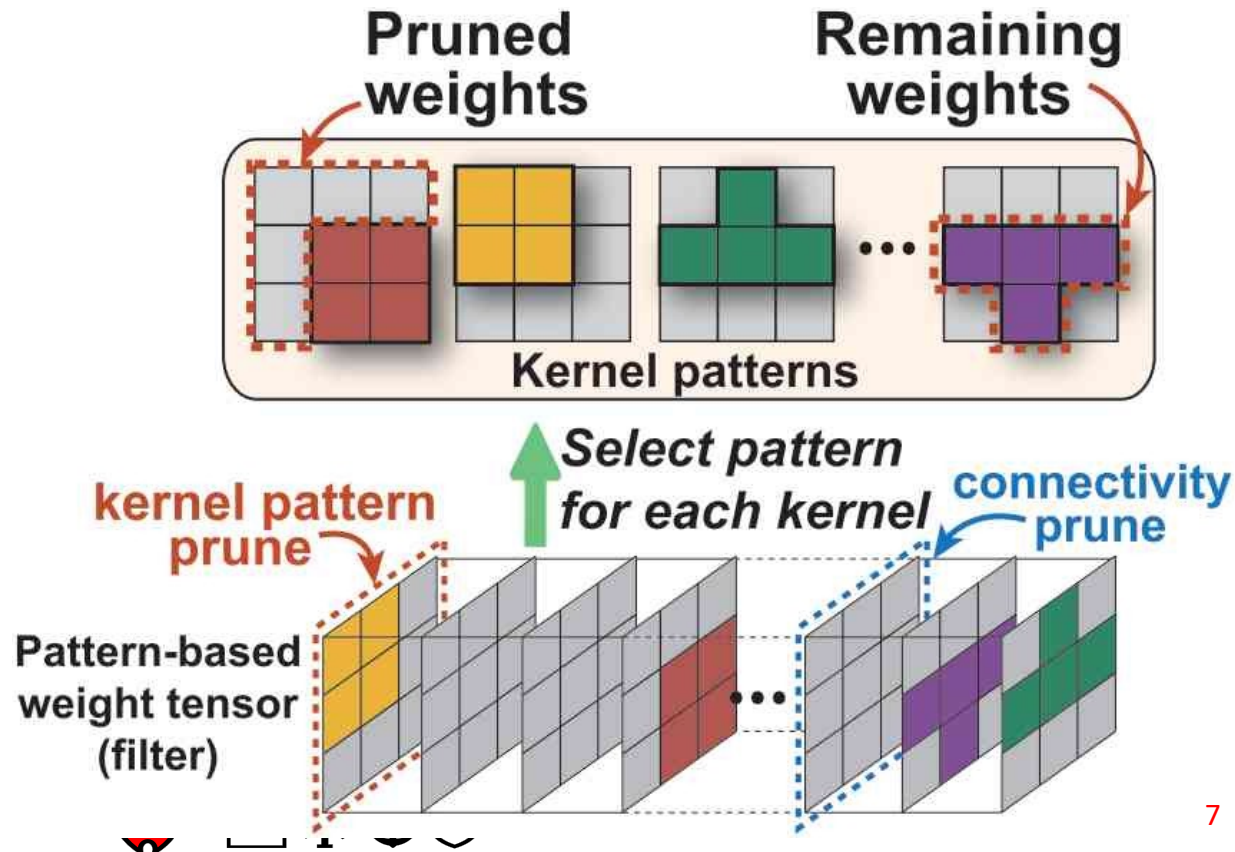 Pruned
weights
Remaining
weights
Kernel patterns
Select pattern
for each kernel
kernel pattern
prune
connectivity
prune
Pattern-based
weight tensor
(filter)
7